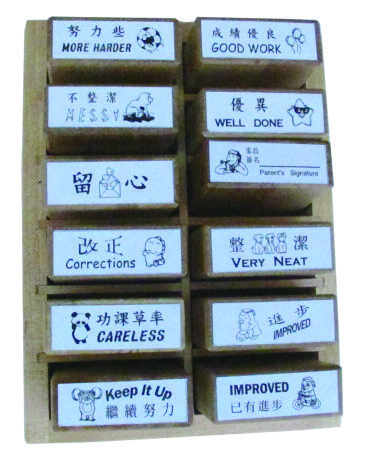 努力些
MORE HARDER
成績優良
GOOD WORK
不整潔
MESSY
優異
WELL DONE
留心
家長
簽名
Parent's Signature
改正
Corrections
整潔
VERY NEAT
功課草率
CARELESS
進步
IMPROVED
Keep It Up
繼續努力
IMPROVED
已有進步